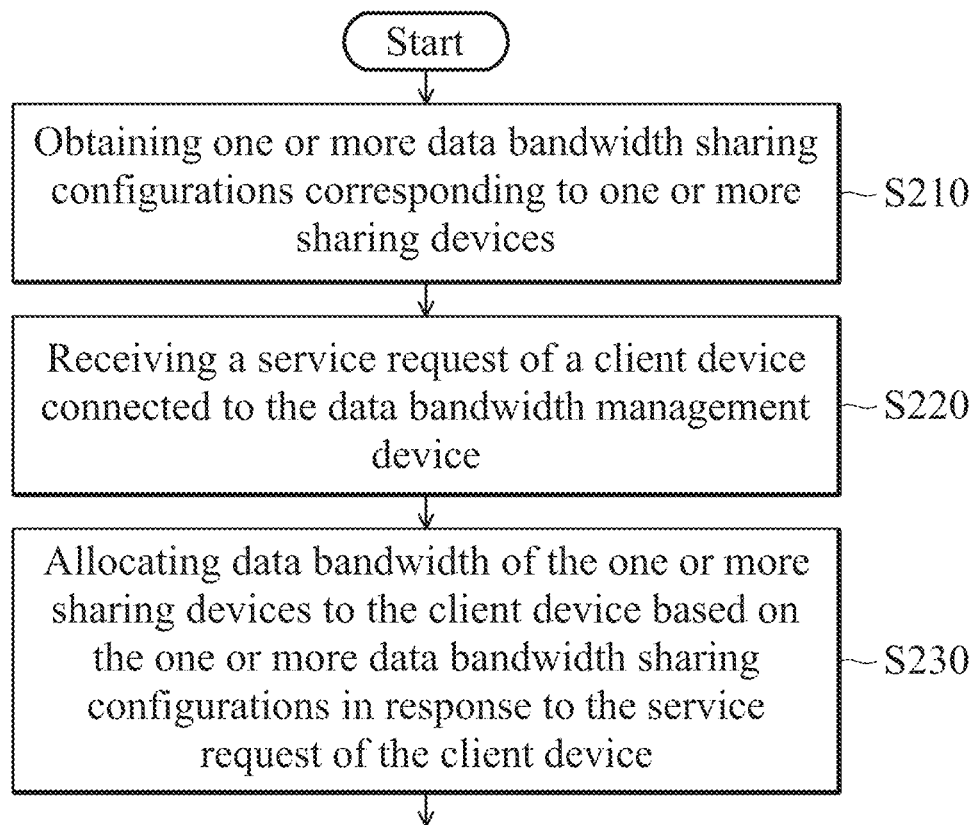 Start
Obtaining one or more data bandwidth sharing
configurations corresponding to one or more
sharing devices
S210
Receiving a service request of a client device
connected to the data bandwidth management
device
S220
Allocating data bandwidth of the one or more
sharing devices to the client device based on
the one or more data bandwidth sharing
configurations in response to the service
request of the client device
S230